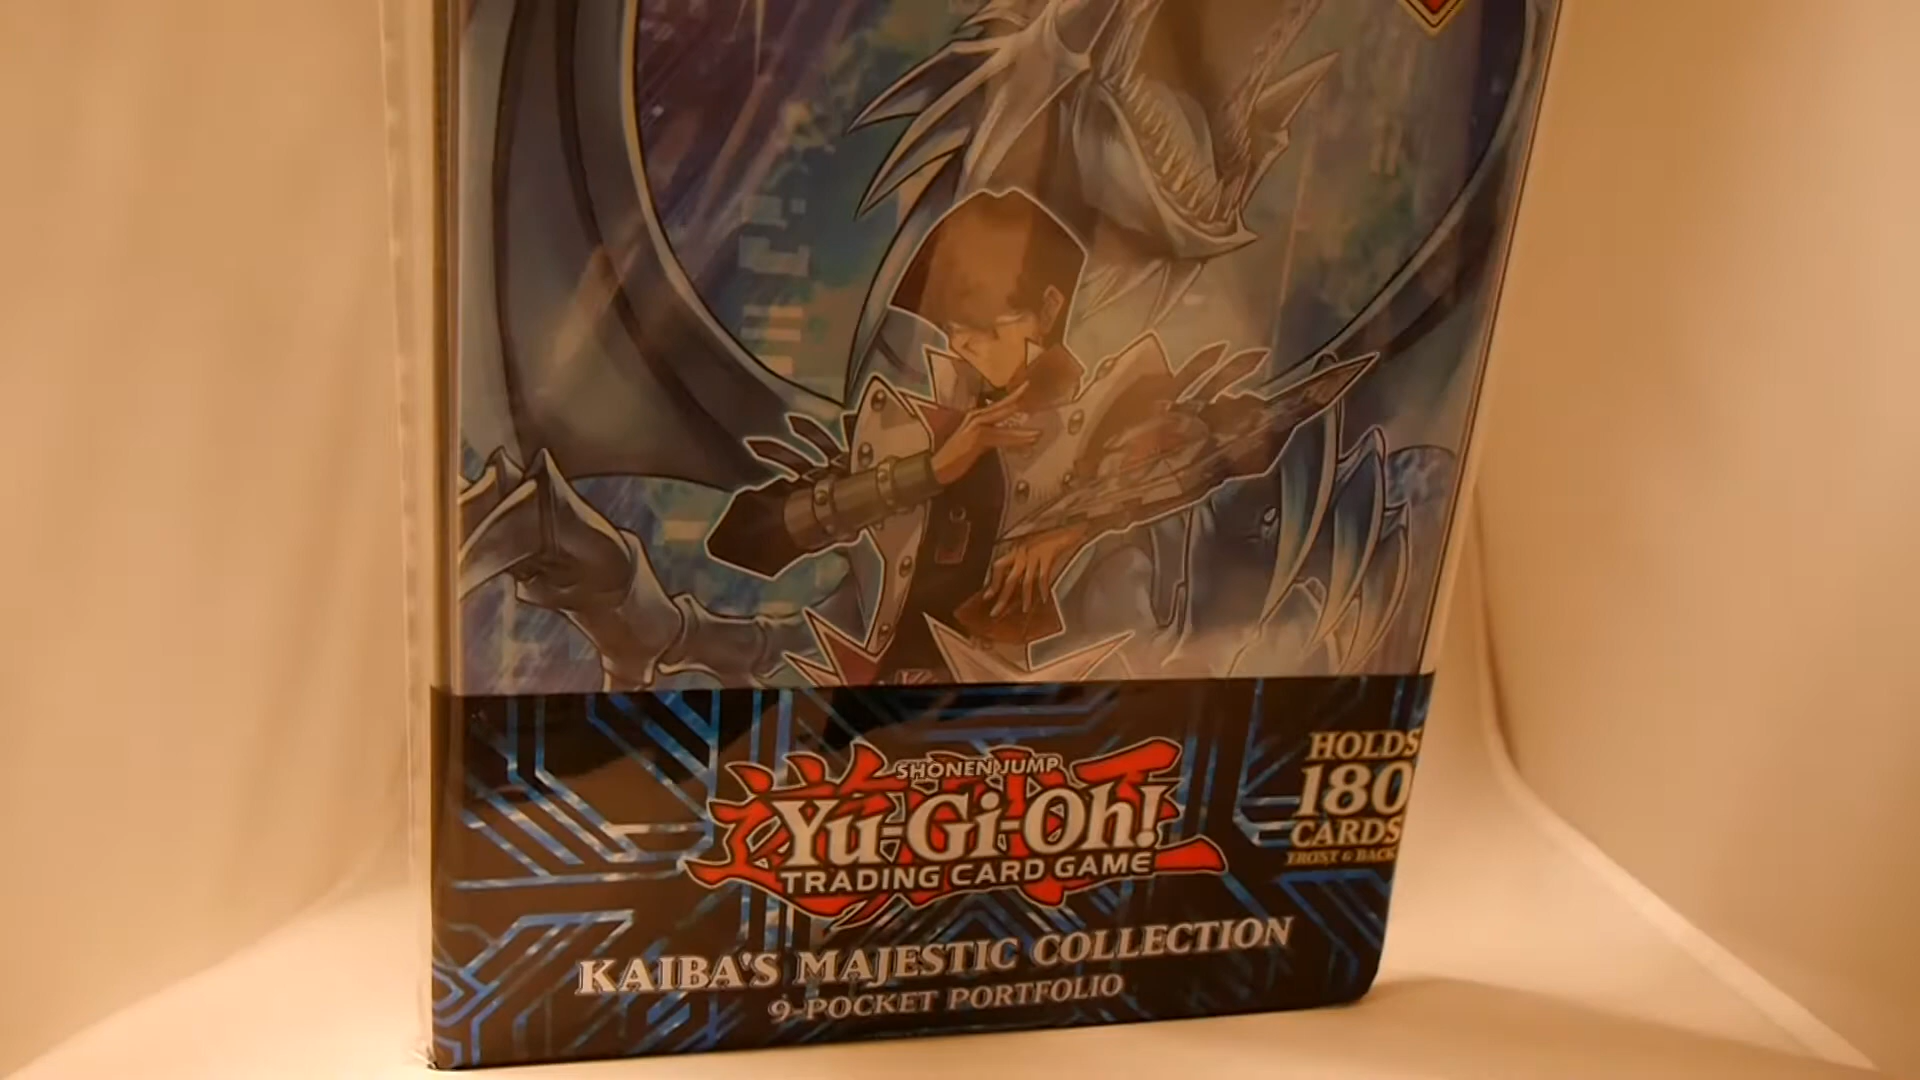 SHONEN JUMP
Yu-Gi-Oh!
TRADING CARD GAME
HOLDS
180
CARDS
FRONT & BACK
KAIBA'S MAJESTIC COLLECTION
9-POCKET PORTFOLIO